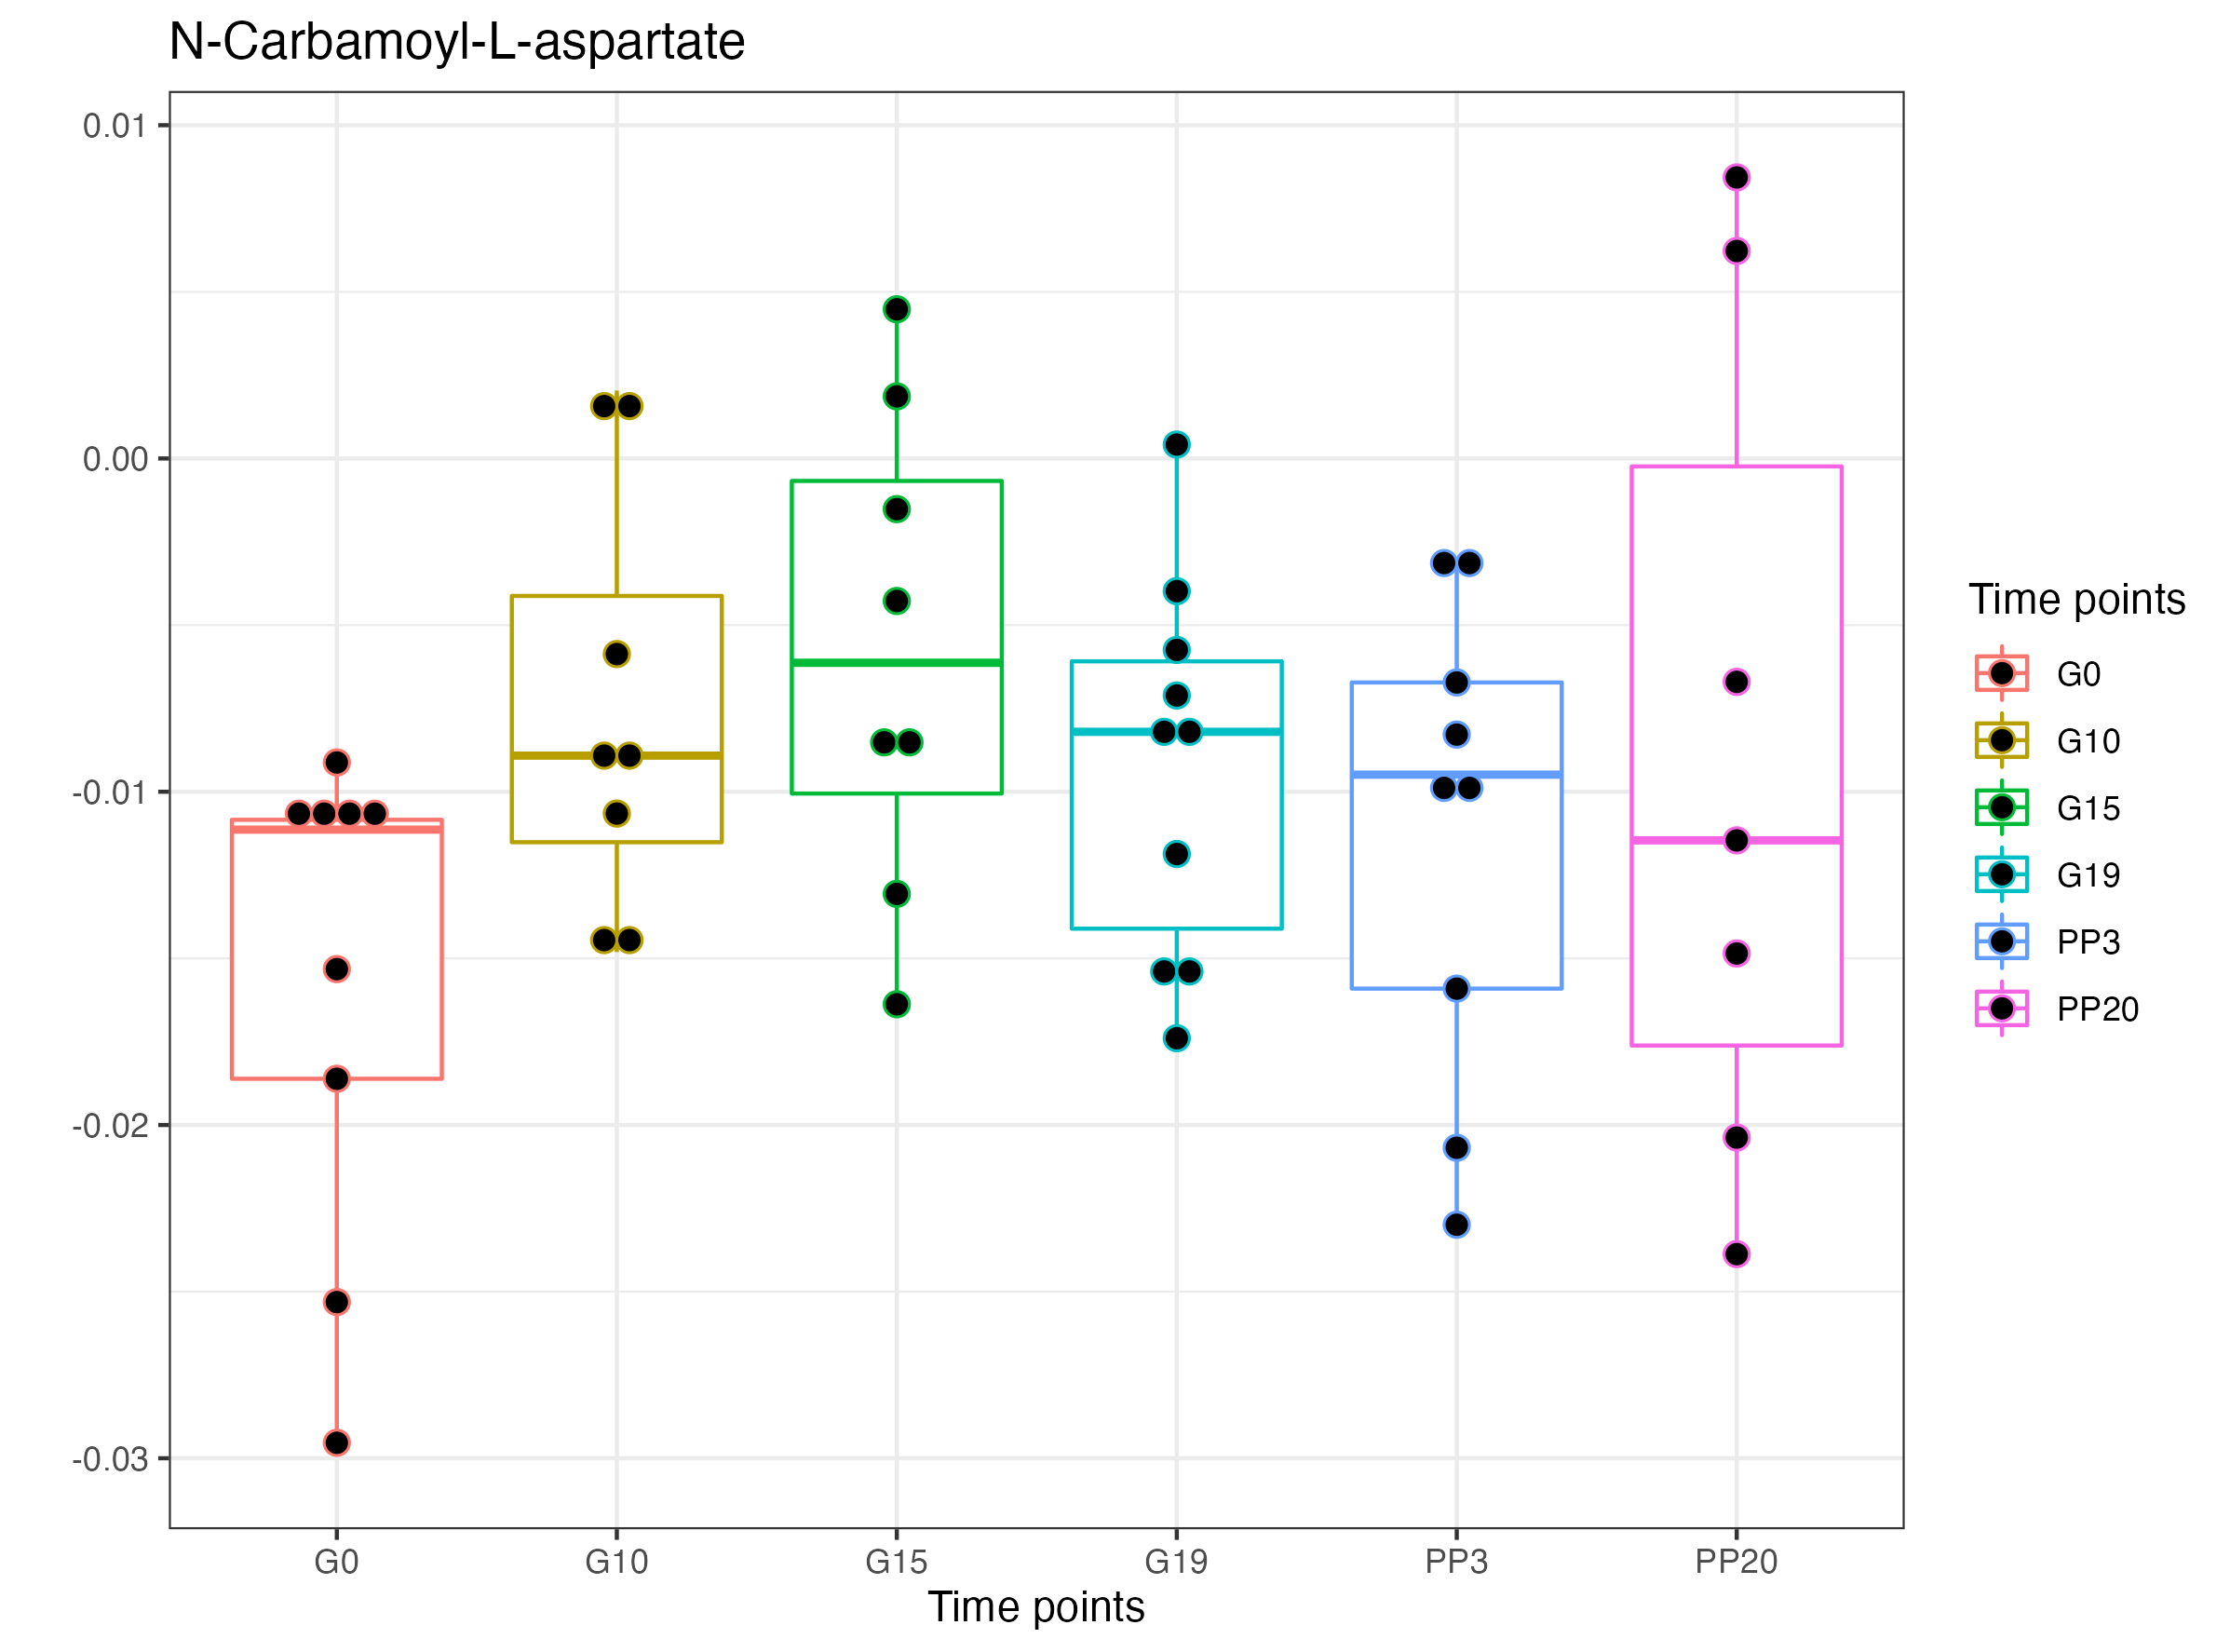 N-Carbamoyl-L-aspartate
0.01
0.00
-0.01
-0.02
-0.03
G0 G10 G15 G19 PP3 PP20
Time points
Time points
G0
G10
G15
G19
PP3
PP20